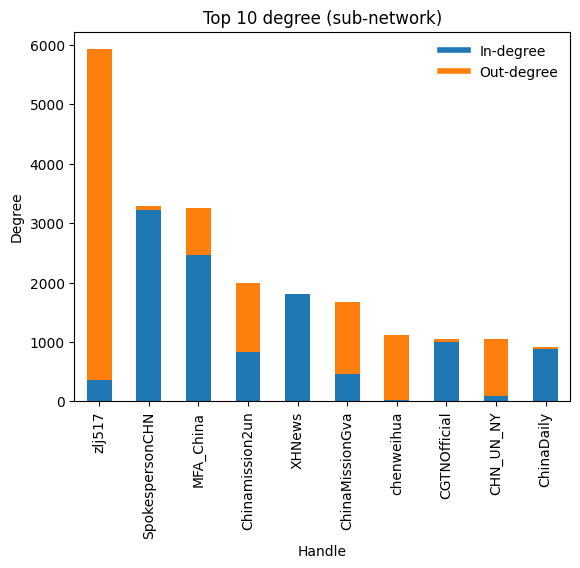 Top 10 degree (sub-network)
In-degree
Out-degree
Degree
6000
5000
4000
3000
2000
1000
0
zlj517
SpokespersonCHN
MFA_China
Chinamission2un
XHNews
ChinaMissionGva
chenweihua
CGTNOfficial
CHN_UN_NY
ChinaDaily
Handle